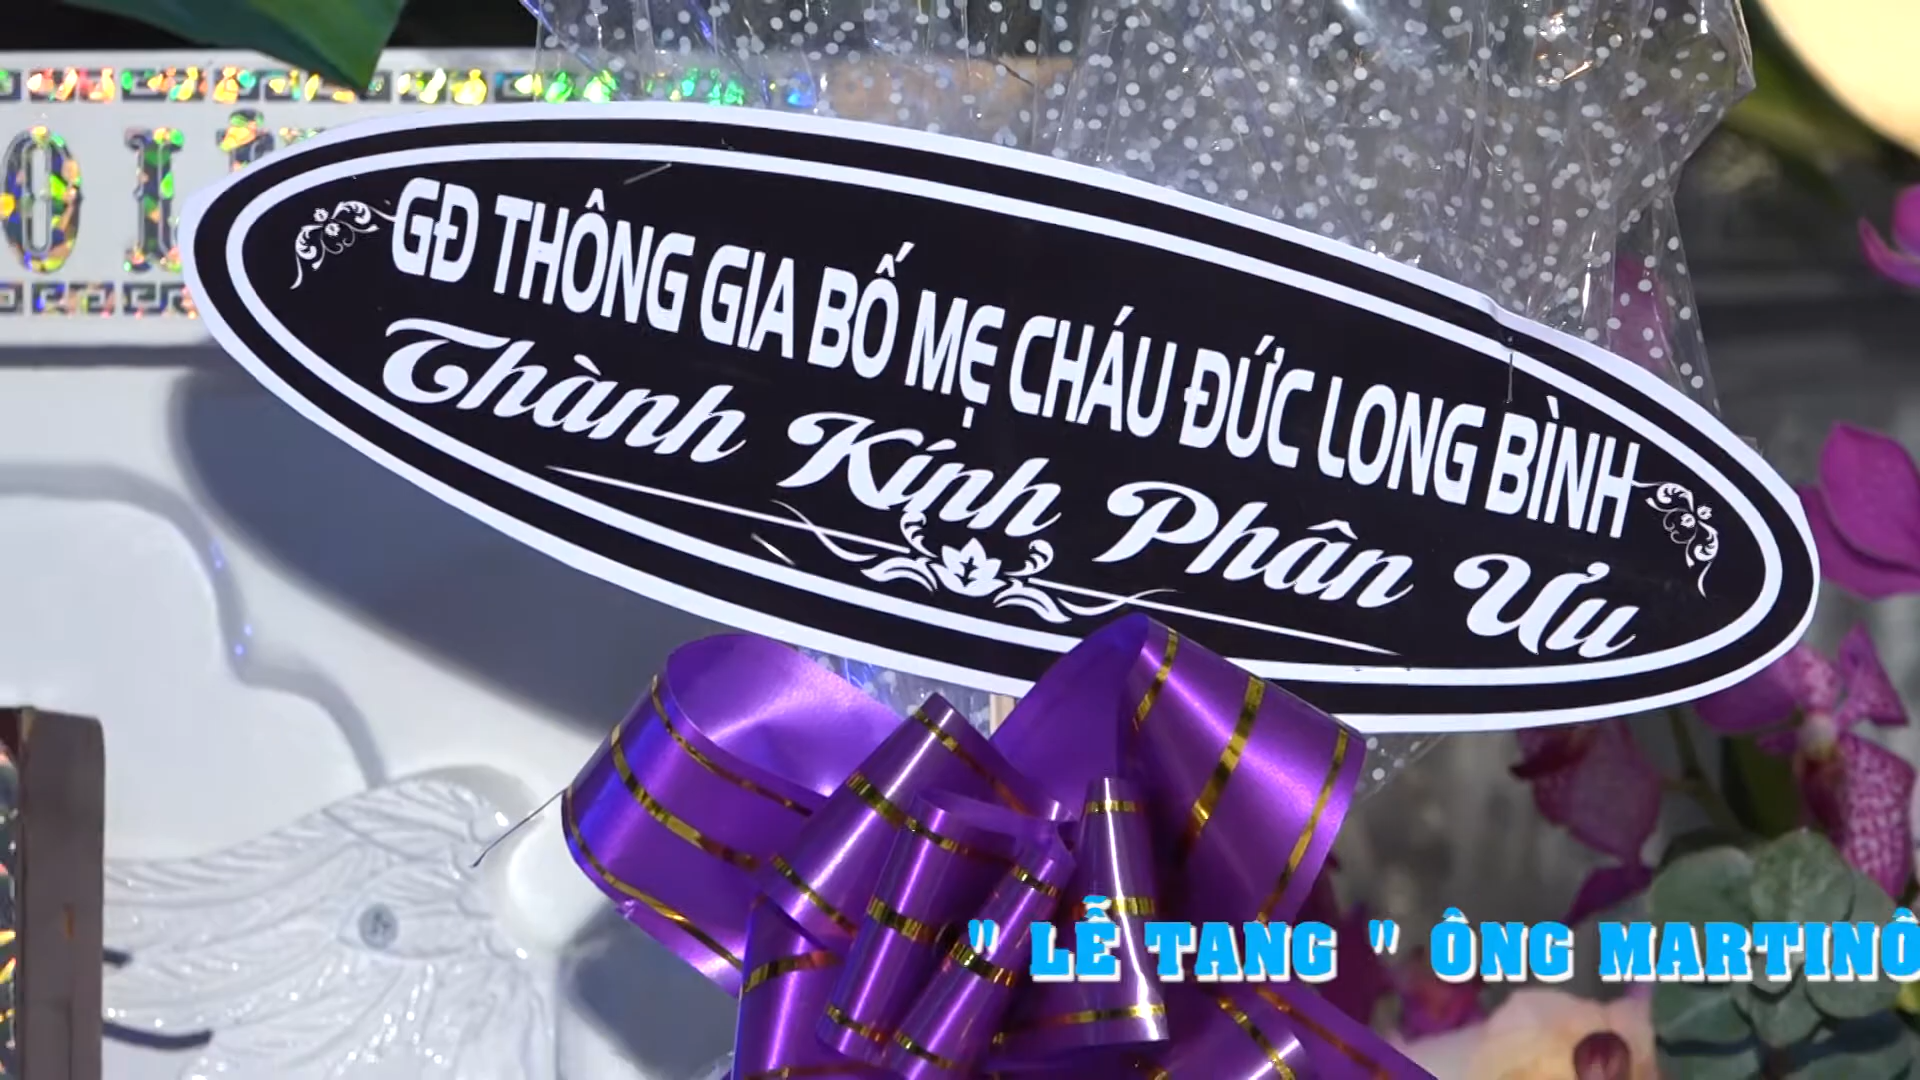 GĐ THÔNG GIA BỐ MẸ CHÁU ĐỨC LONG BÌNH
Thành Kính Phân Ưu
" LỄ TANG " ÔNG MARTINÔ